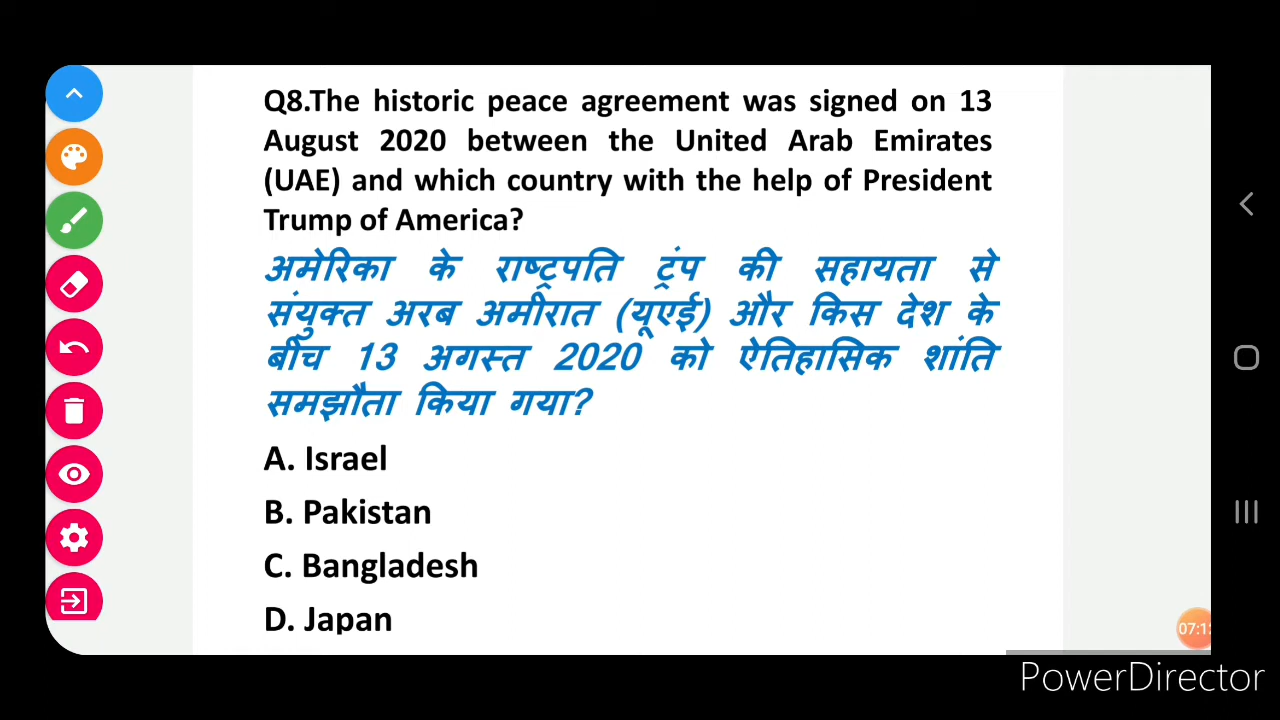 Q8.The historic peace agreement was signed on 13
August 2020 between the United Arab Emirates
(UAE) and which country with the help of President
Trump of America?
अमेरिका के राष्ट्रपति ट्रंप की सहायता से
संयुक्त अरब अमीरात (यूएई) और किस देश के
बीच 13 अगस्त 2020 को ऐतिहासिक शांति
समझौता किया गया?
A. Israel
B. Pakistan
C. Bangladesh
D. Japan
PowerDirector